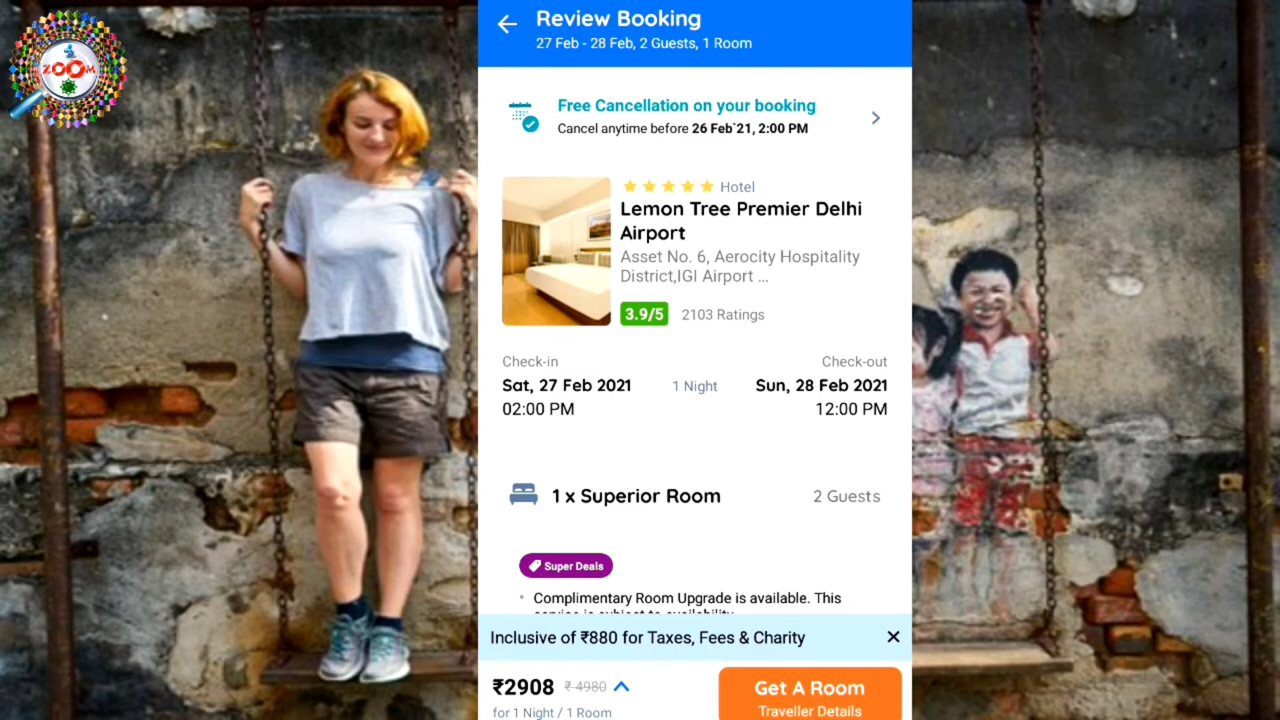 ZOOM
Review Booking
27 Feb - 28 Feb, 2 Guests, 1 Room
Free Cancellation on your booking
Cancel anytime before 26 Feb`21, 2:00 PM
Hotel
Lemon Tree Premier Delhi
Airport
Asset No. 6, Aerocity Hospitality
District,IGI Airport ...
3.9/5 2103 Ratings
Check-in Check-out
Sat, 27 Feb 2021 1 Night Sun, 28 Feb 2021
02:00 PM 12:00 PM
1 x Superior Room 2 Guests
Super Deals
Complimentary Room Upgrade is available. This
service is subject to availability
Inclusive of ₹880 for Taxes, Fees & Charity
₹2908 ₹ 4980 Get A Room
for 1 Night / 1 Room Traveller Details